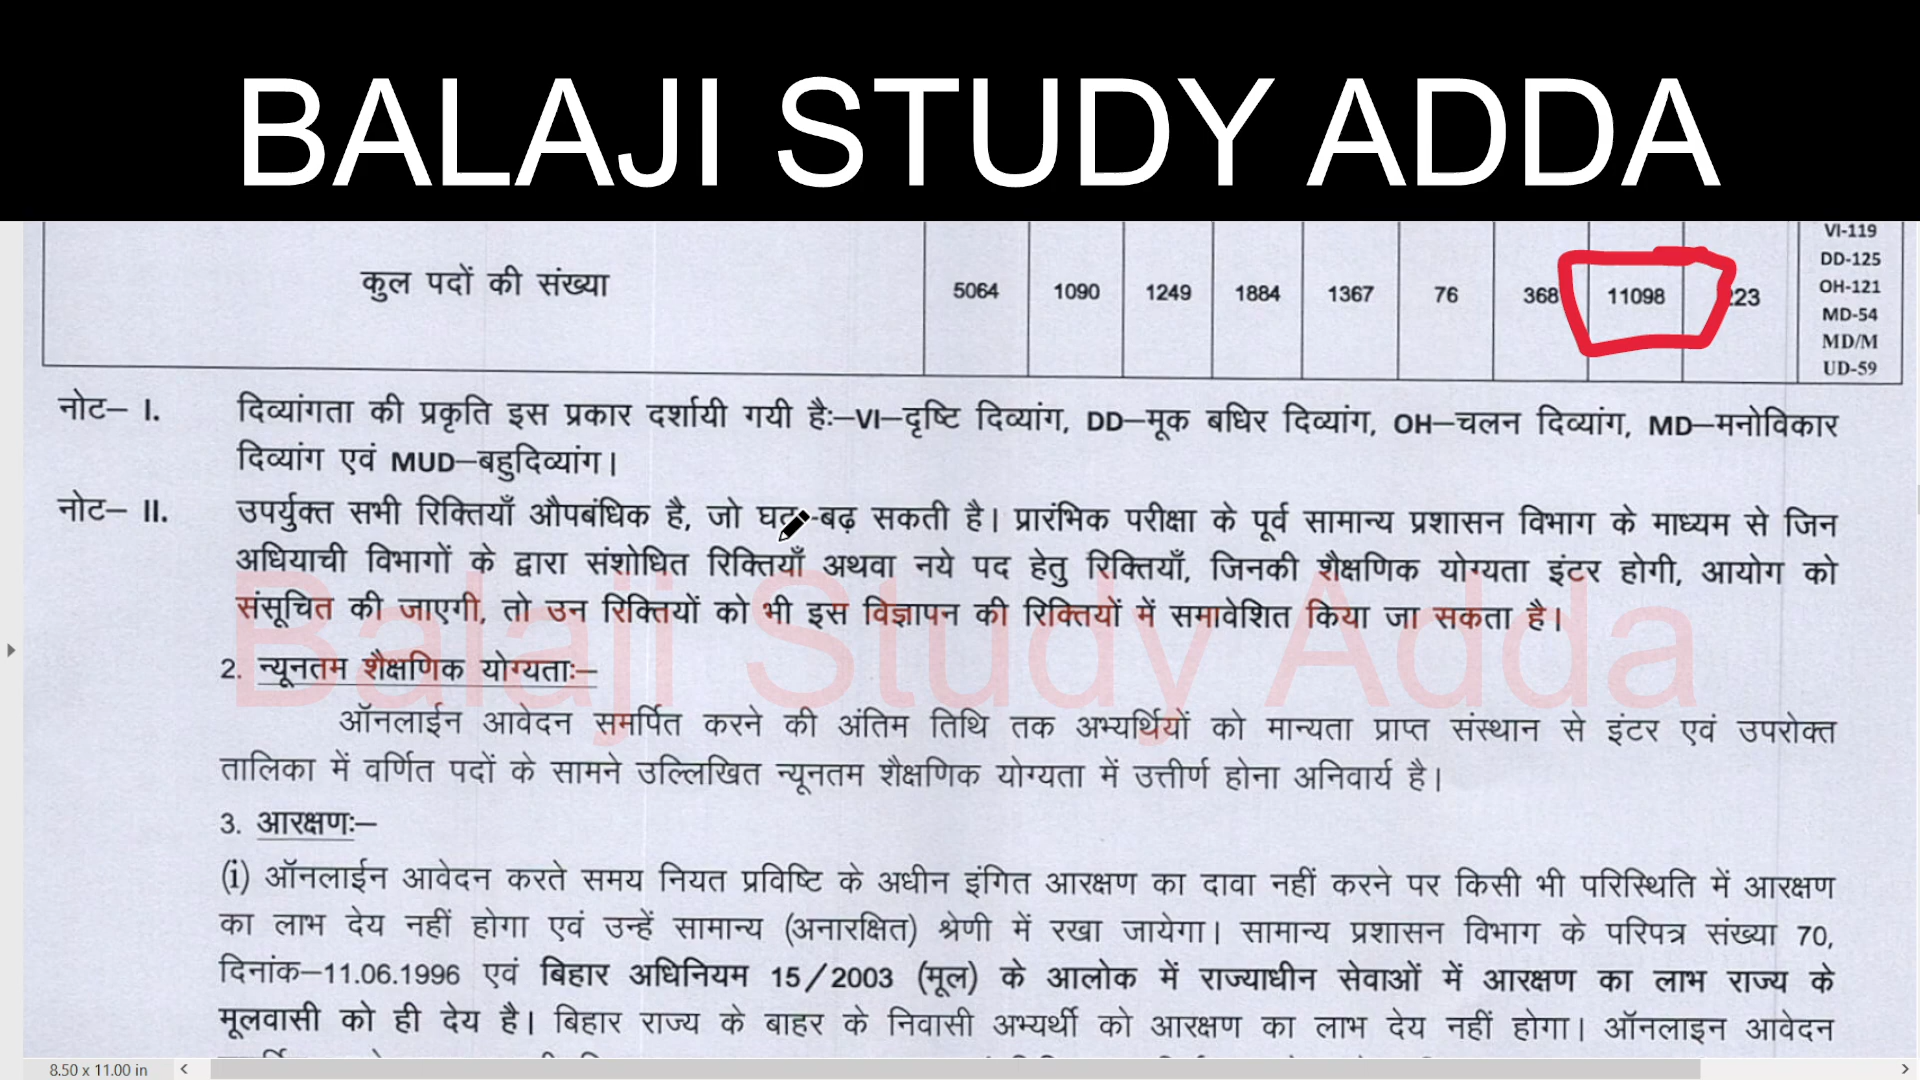 BALAJI STUDY ADDA
कुल पदों की संख्या 5064 1090 1249 1884 1367 76 368 11098 23
VI-119
DD-125
OH-121
MD-54
MD/M
UD-59
नोट– I. दिव्यांगता की प्रकृति इस प्रकार दर्शायी गयी हैः–VI–दृष्टि दिव्यांग, DD–मूक बधिर दिव्यांग, OH–चलन दिव्यांग, MD–मनोविकार
दिव्यांग एवं MUD–बहुदिव्यांग।
नोट– II. उपर्युक्त सभी रिक्तियाँ औपबंधिक है, जो घट-बढ़ सकती है। प्रारंभिक परीक्षा के पूर्व सामान्य प्रशासन विभाग के माध्यम से जिन
अधियाची विभागों के द्वारा संशोधित रिक्तियाँ अथवा नये पद हेतु रिक्तियाँ, जिनकी शैक्षणिक योग्यता इंटर होगी, आयोग को
संसूचित की जाएगी, तो उन रिक्तियों को भी इस विज्ञापन की रिक्तियों में समावेशित किया जा सकता है।
Balaji Study Adda
2. न्यूनतम शैक्षणिक योग्यताः–
ऑनलाईन आवेदन समर्पित करने की अंतिम तिथि तक अभ्यर्थियों को मान्यता प्राप्त संस्थान से इंटर एवं उपरोक्त
तालिका में वर्णित पदों के सामने उल्लिखित न्यूनतम शैक्षणिक योग्यता में उत्तीर्ण होना अनिवार्य है।
3. आरक्षणः–
(i) ऑनलाईन आवेदन करते समय नियत प्रविष्टि के अधीन इंगित आरक्षण का दावा नहीं करने पर किसी भी परिस्थिति में आरक्षण
का लाभ देय नहीं होगा एवं उन्हें सामान्य (अनारक्षित) श्रेणी में रखा जायेगा। सामान्य प्रशासन विभाग के परिपत्र संख्या 70,
दिनांक–11.06.1996 एवं बिहार अधिनियम 15/2003 (मूल) के आलोक में राज्याधीन सेवाओं में आरक्षण का लाभ राज्य के
मूलवासी को ही देय है। बिहार राज्य के बाहर के निवासी अभ्यर्थी को आरक्षण का लाभ देय नहीं होगा। ऑनलाइन आवेदन
8.50 x 11.00 in